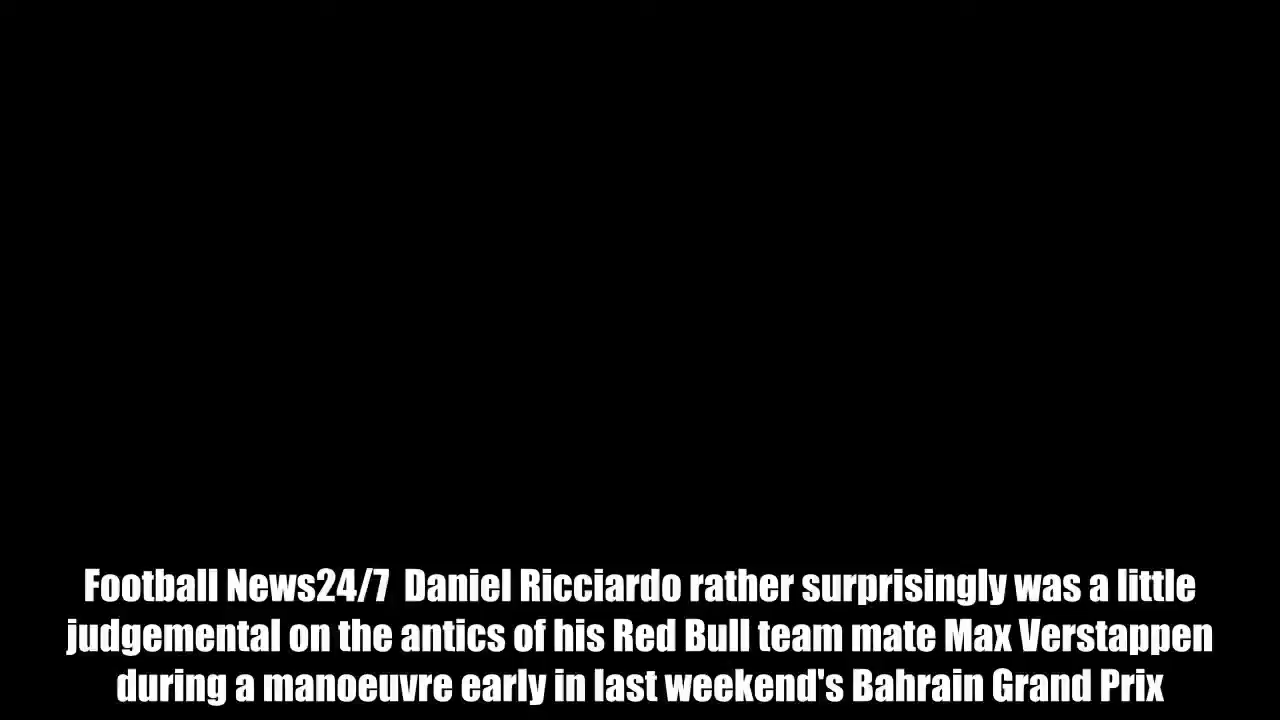 Football News24/7  Daniel Ricciardo rather surprisingly was a little
judgemental on the antics of his Red Bull team mate Max Verstappen
during a manoeuvre early in last weekend's Bahrain Grand Prix